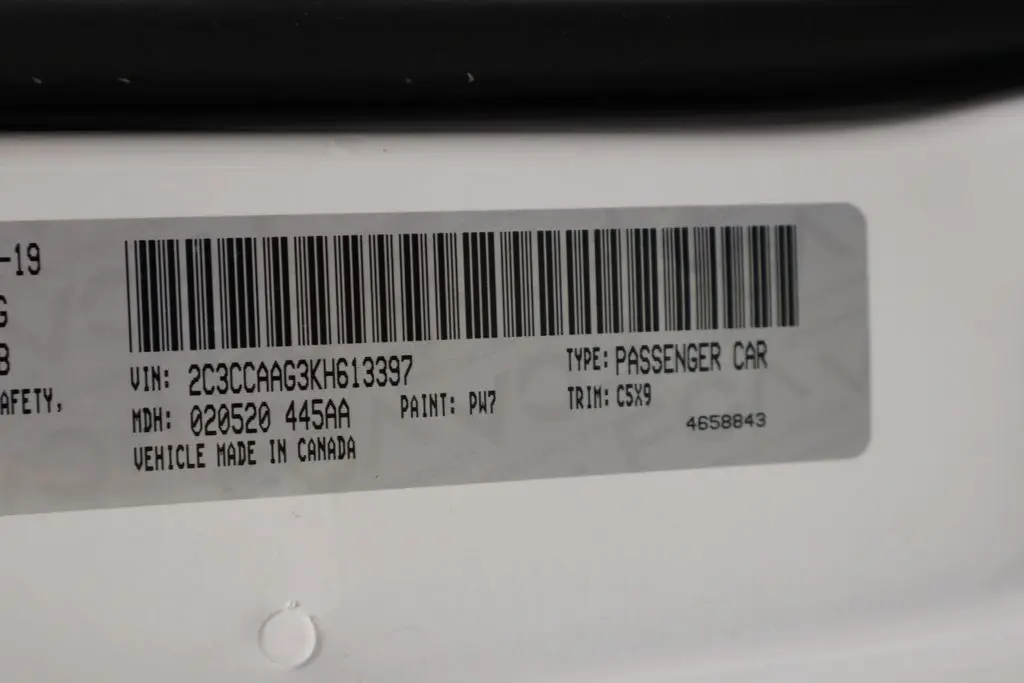 -19
G
B
AFETY,
VIN: 2C3CCAAG3KH613397
MDH: 020520 445AA
PAINT: PW7
VEHICLE MADE IN CANADA
TYPE: PASSENGER CAR
TRIM: C5X9
4658843